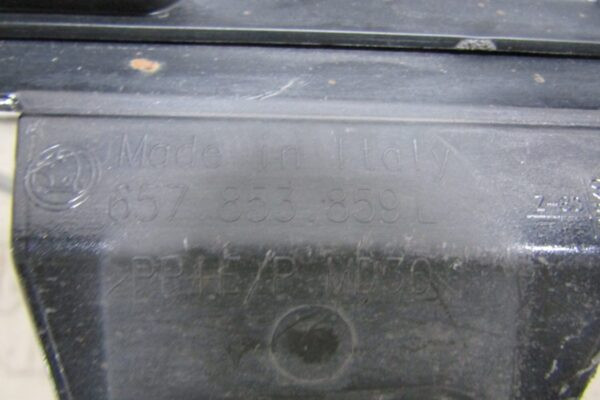 Made in Italy
657 853 859 L
PP+E/P MD30